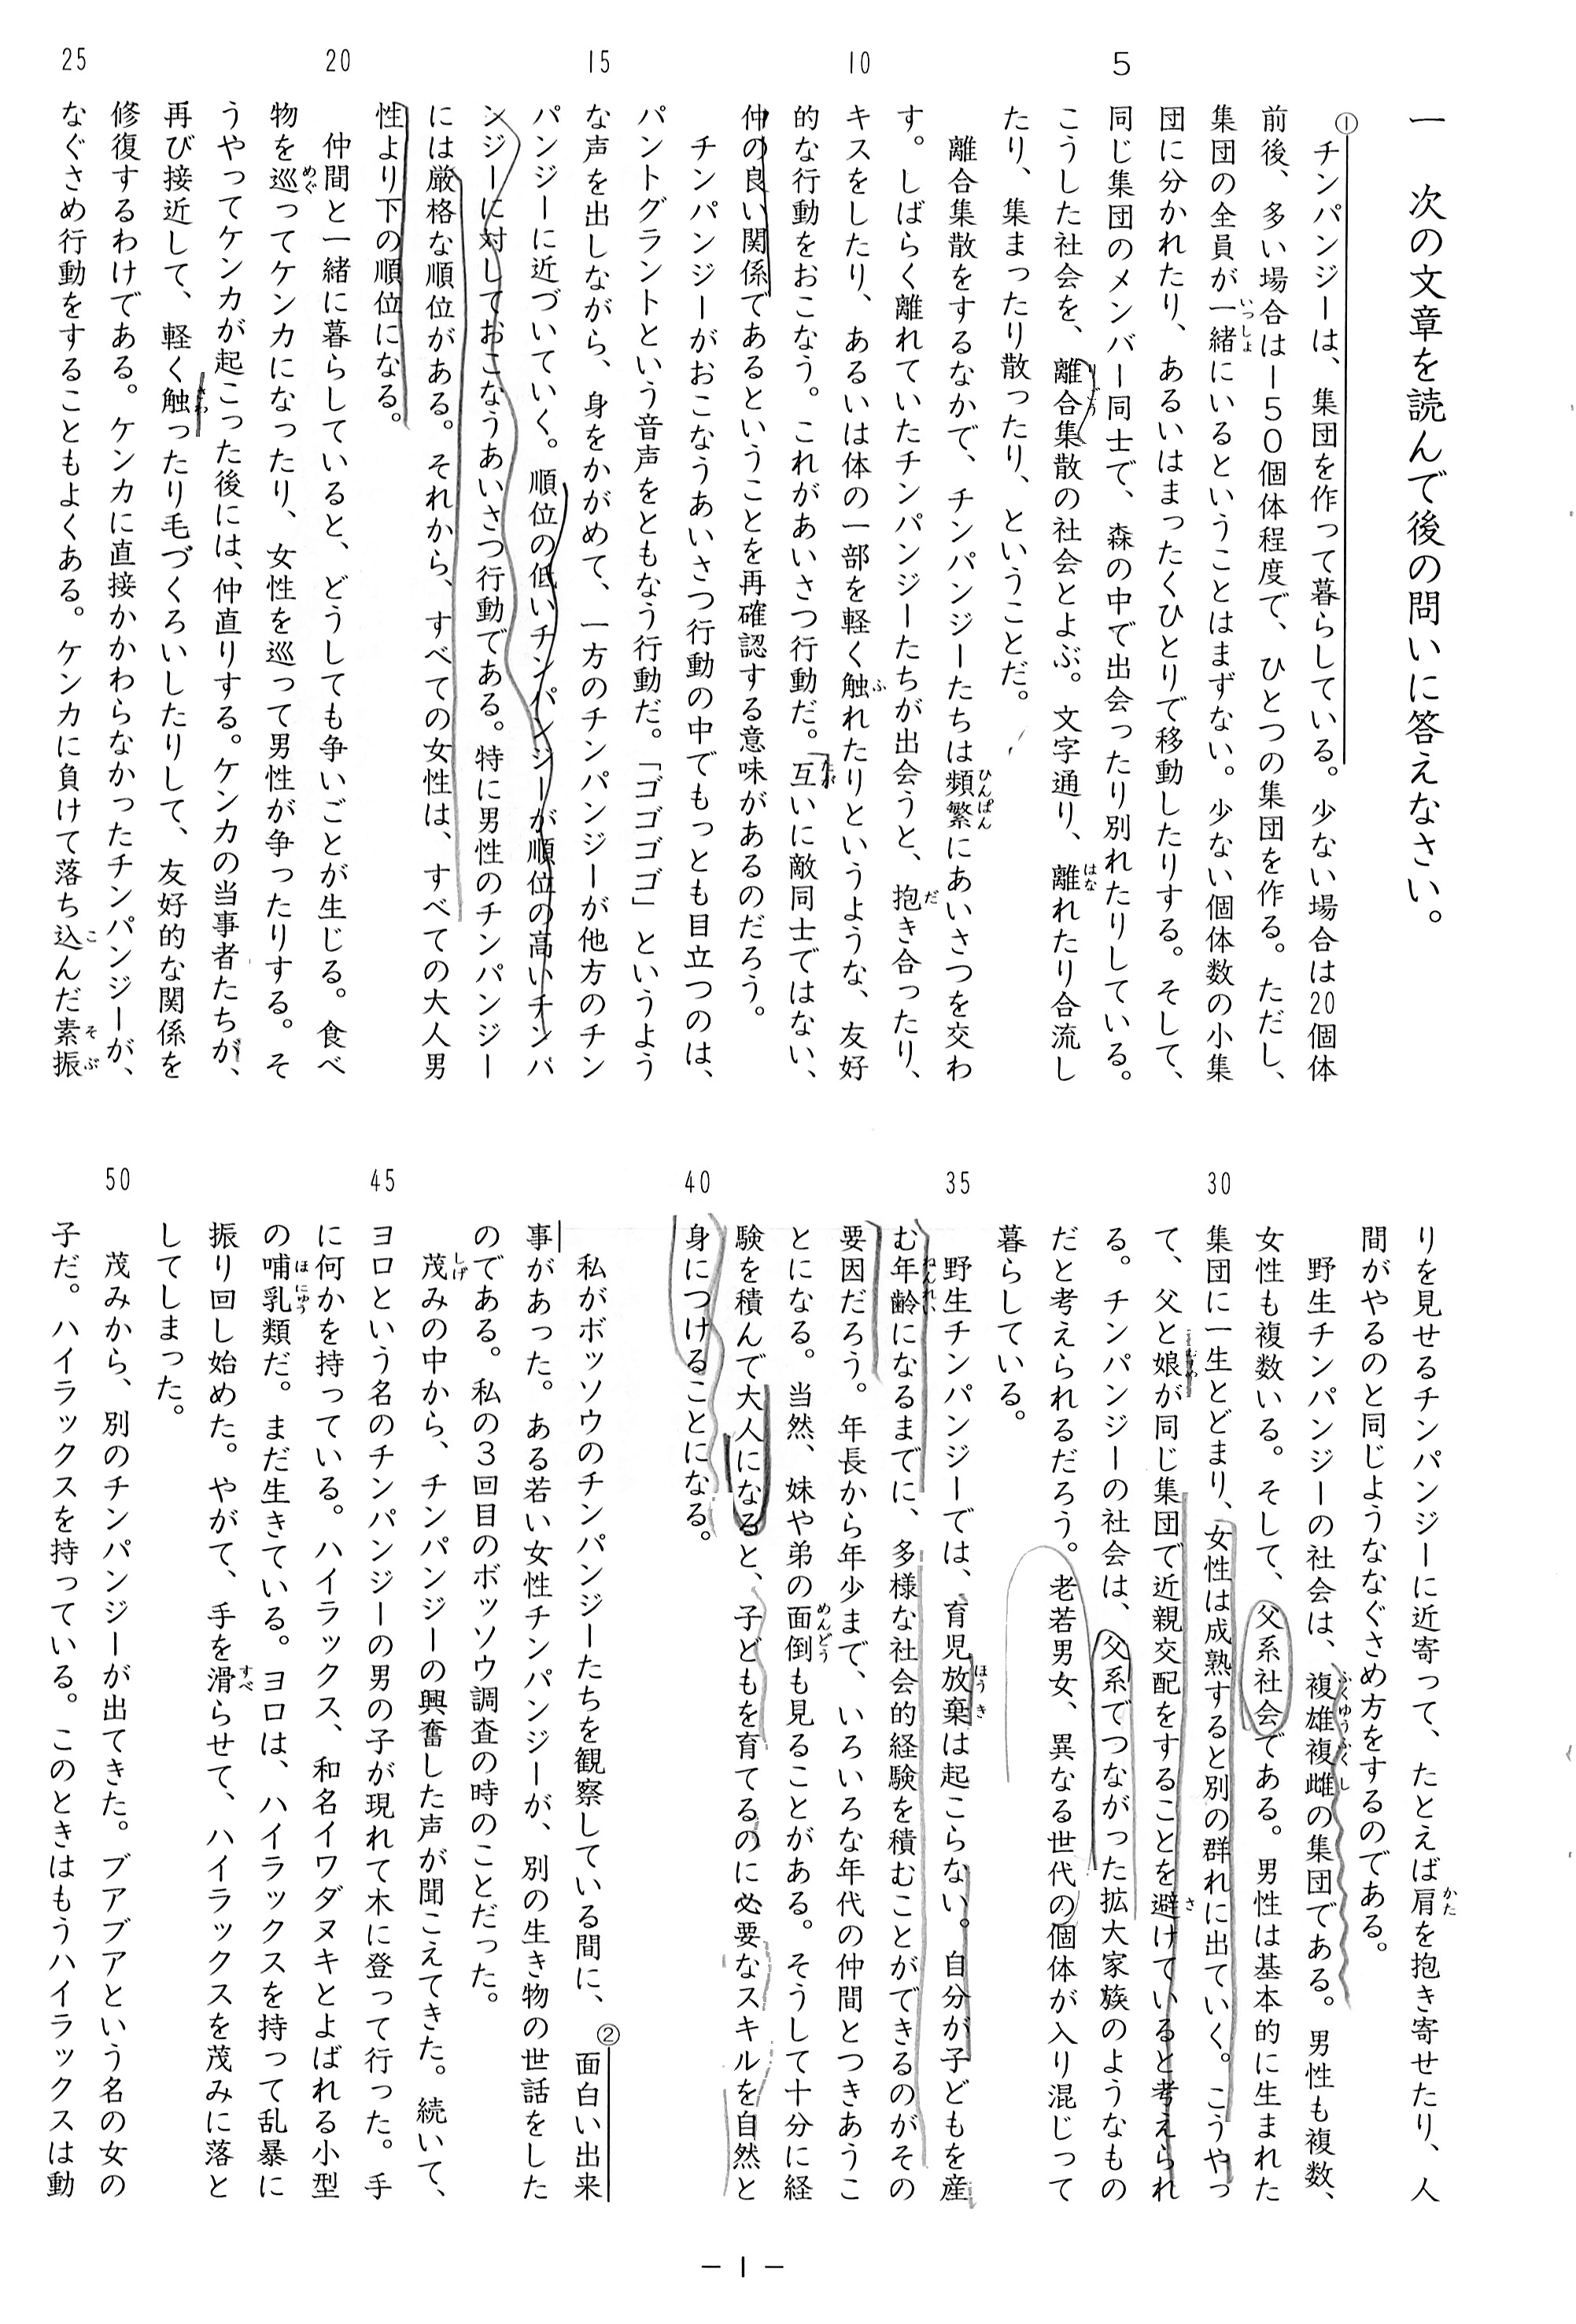 一　次の文章を読んで後の問いに答えなさい。
①チンパンジーは、集団を作って暮らしている。少ない場合は20個体
前後、多い場合は150個体程度で、ひとつの集団を作る。ただし、
集団の全員が一緒にいるということはまずない。少ない個体数の小集
団に分かれたり、あるいはまったくひとりで移動したりする。そして、
5
同じ集団のメンバー同士で、森の中で出会ったり別れたりしている。
こうした社会を、離合集散の社会とよぶ。文字通り、離れたり合流し
たり、集まったり散ったり、ということだ。
離合集散をするなかで、チンパンジーたちは頻繁にあいさつを交わ
す。しばらく離れていたチンパンジーたちが出会うと、抱き合ったり、
10
キスをしたり、あるいは体の一部を軽く触れたりというような、友好
的な行動をおこなう。これがあいさつ行動だ。互いに敵同士ではない、
仲の良い関係であるということを再確認する意味があるのだろう。
チンパンジーがおこなうあいさつ行動の中でもっとも目立つのは、
パントグラントという音声をともなう行動だ。「ゴゴゴゴ」というよう
15
な声を出しながら、身をかがめて、一方のチンパンジーが他方のチン
パンジーに近づいていく。順位の低いチンパンジーが順位の高いチンパ
ンジーに対しておこなうあいさつ行動である。特に男性のチンパンジー
には厳格な順位がある。それから、すべての女性は、すべての大人男
性より下の順位になる。
20
仲間と一緒に暮らしていると、どうしても争いごとが生じる。食べ
物を巡ってケンカになったり、女性を巡って男性が争ったりする。そ
うやってケンカが起こった後には、仲直りする。ケンカの当事者たちが、
再び接近して、軽く触ったり毛づくろいしたりして、友好的な関係を
修復するわけである。ケンカに直接かかわらなかったチンパンジーが、
25
なぐさめ行動をすることもよくある。ケンカに負けて落ち込んだ素振
りを見せるチンパンジーに近寄って、たとえば肩を抱き寄せたり、人
間がやるのと同じようななぐさめ方をするのである。
野生チンパンジーの社会は、複雄複雌の集団である。男性も複数、
女性も複数いる。そして、父系社会である。男性は基本的に生まれた
30
集団に一生とどまり、女性は成熟すると別の群れに出ていく。こうやっ
て、父と娘が同じ集団で近親交配をすることを避けていると考えられ
る。チンパンジーの社会は、父系でつながった拡大家族のようなもの
だと考えられるだろう。老若男女、異なる世代の個体が入り混じって
暮らしている。
35
野生チンパンジーでは、育児放棄は起こらない。自分が子どもを産
む年齢になるまでに、多様な社会的経験を積むことができるのがその
要因だろう。年長から年少まで、いろいろな年代の仲間とつきあうこ
とになる。当然、妹や弟の面倒も見ることがある。そうして十分に経
験を積んで大人になると、子どもを育てるのに必要なスキルを自然と
40
身につけることになる。
私がボッソウのチンパンジーたちを観察している間に、②面白い出来
事があった。ある若い女性チンパンジーが、別の生き物の世話をした
のである。私の3回目のボッソウ調査の時のことだった。
茂みの中から、チンパンジーの興奮した声が聞こえてきた。続いて、
45
ヨロという名のチンパンジーの男の子が現れて木に登って行った。手
に何かを持っている。ハイラックス、和名イワダヌキとよばれる小型
の哺乳類だ。まだ生きている。ヨロは、ハイラックスを持って乱暴に
振り回し始めた。やがて、手を滑らせて、ハイラックスを茂みに落と
してしまった。
50
茂みから、別のチンパンジーが出てきた。ブアブアという名の女の
子だ。ハイラックスを持っている。このときはもうハイラックスは動
－1－